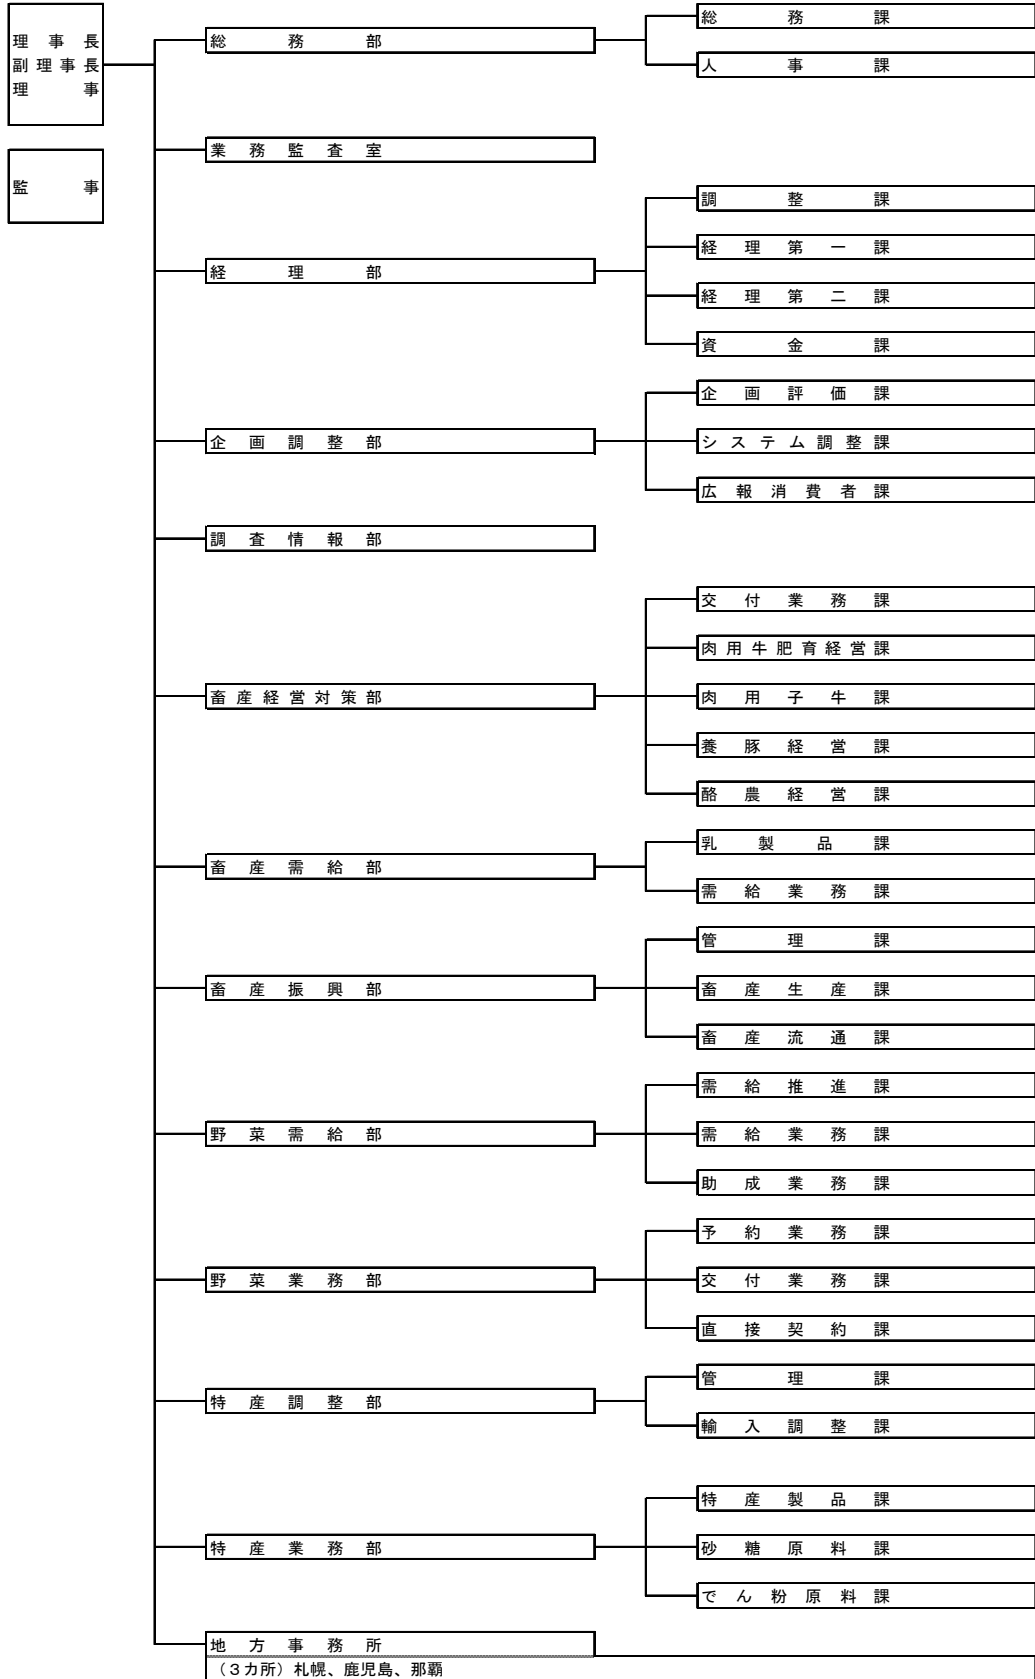 理事長
副理事長
理事
監事
総務部
総務課
人事課
業務監査室
経理部
調整課
経理第一課
経理第二課
資金課
企画調整部
企画評価課
システム調整課
広報消費者課
調査情報部
畜産経営対策部
交付業務課
肉用牛肥育経営課
肉用子牛課
養豚経営課
酪農経営課
畜産需給部
乳製品課
需給業務課
畜産振興部
管理課
畜産生産課
畜産流通課
野菜需給部
需給推進課
需給業務課
助成業務課
野菜業務部
予約業務課
交付業務課
直接契約課
特産調整部
管理課
輸入調整課
特産業務部
特産製品課
砂糖原料課
でん粉原料課
地方事務所
（3カ所）札幌、鹿児島、那覇